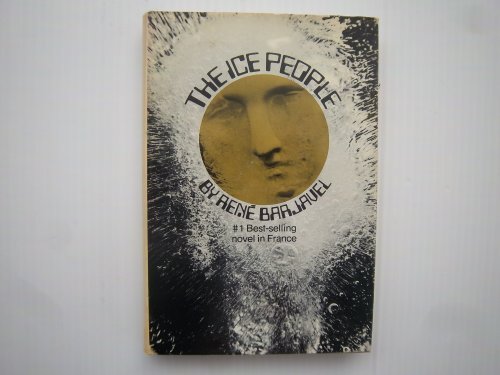 THE ICE PEOPLE
BY RENÉ BARJAVEL
#1 Best-selling
novel in France